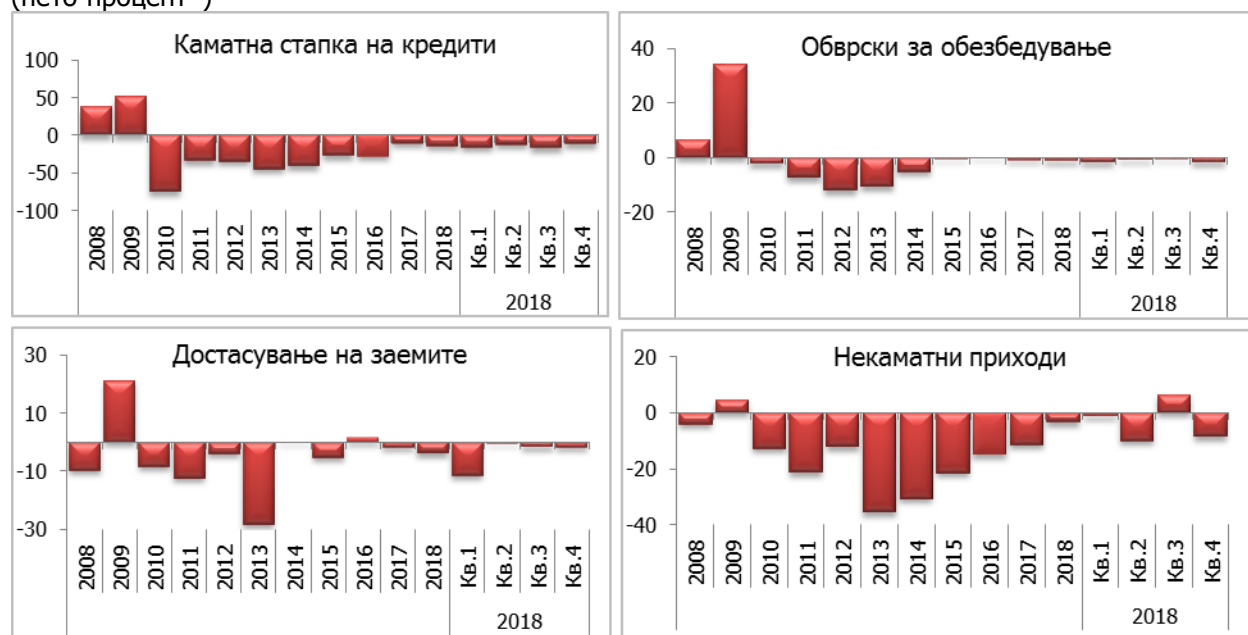 (нето процент*)
Каматна стапка на кредити
100
50
0
-50
-100
2008 2009 2010 2011 2012 2013 2014 2015 2016 2017 2018 Кв.1 Кв.2 Кв.3 Кв.4
2018
Обврски за обезбедување
40
20
0
-20
2008 2009 2010 2011 2012 2013 2014 2015 2016 2017 2018 Кв.1 Кв.2 Кв.3 Кв.4
2018
Достасување на заемите
30
10
-10
-30
2008 2009 2010 2011 2012 2013 2014 2015 2016 2017 2018 Кв.1 Кв.2 Кв.3 Кв.4
2018
Некаматни приходи
20
0
-20
-40
2008 2009 2010 2011 2012 2013 2014 2015 2016 2017 2018 Кв.1 Кв.2 Кв.3 Кв.4
2018